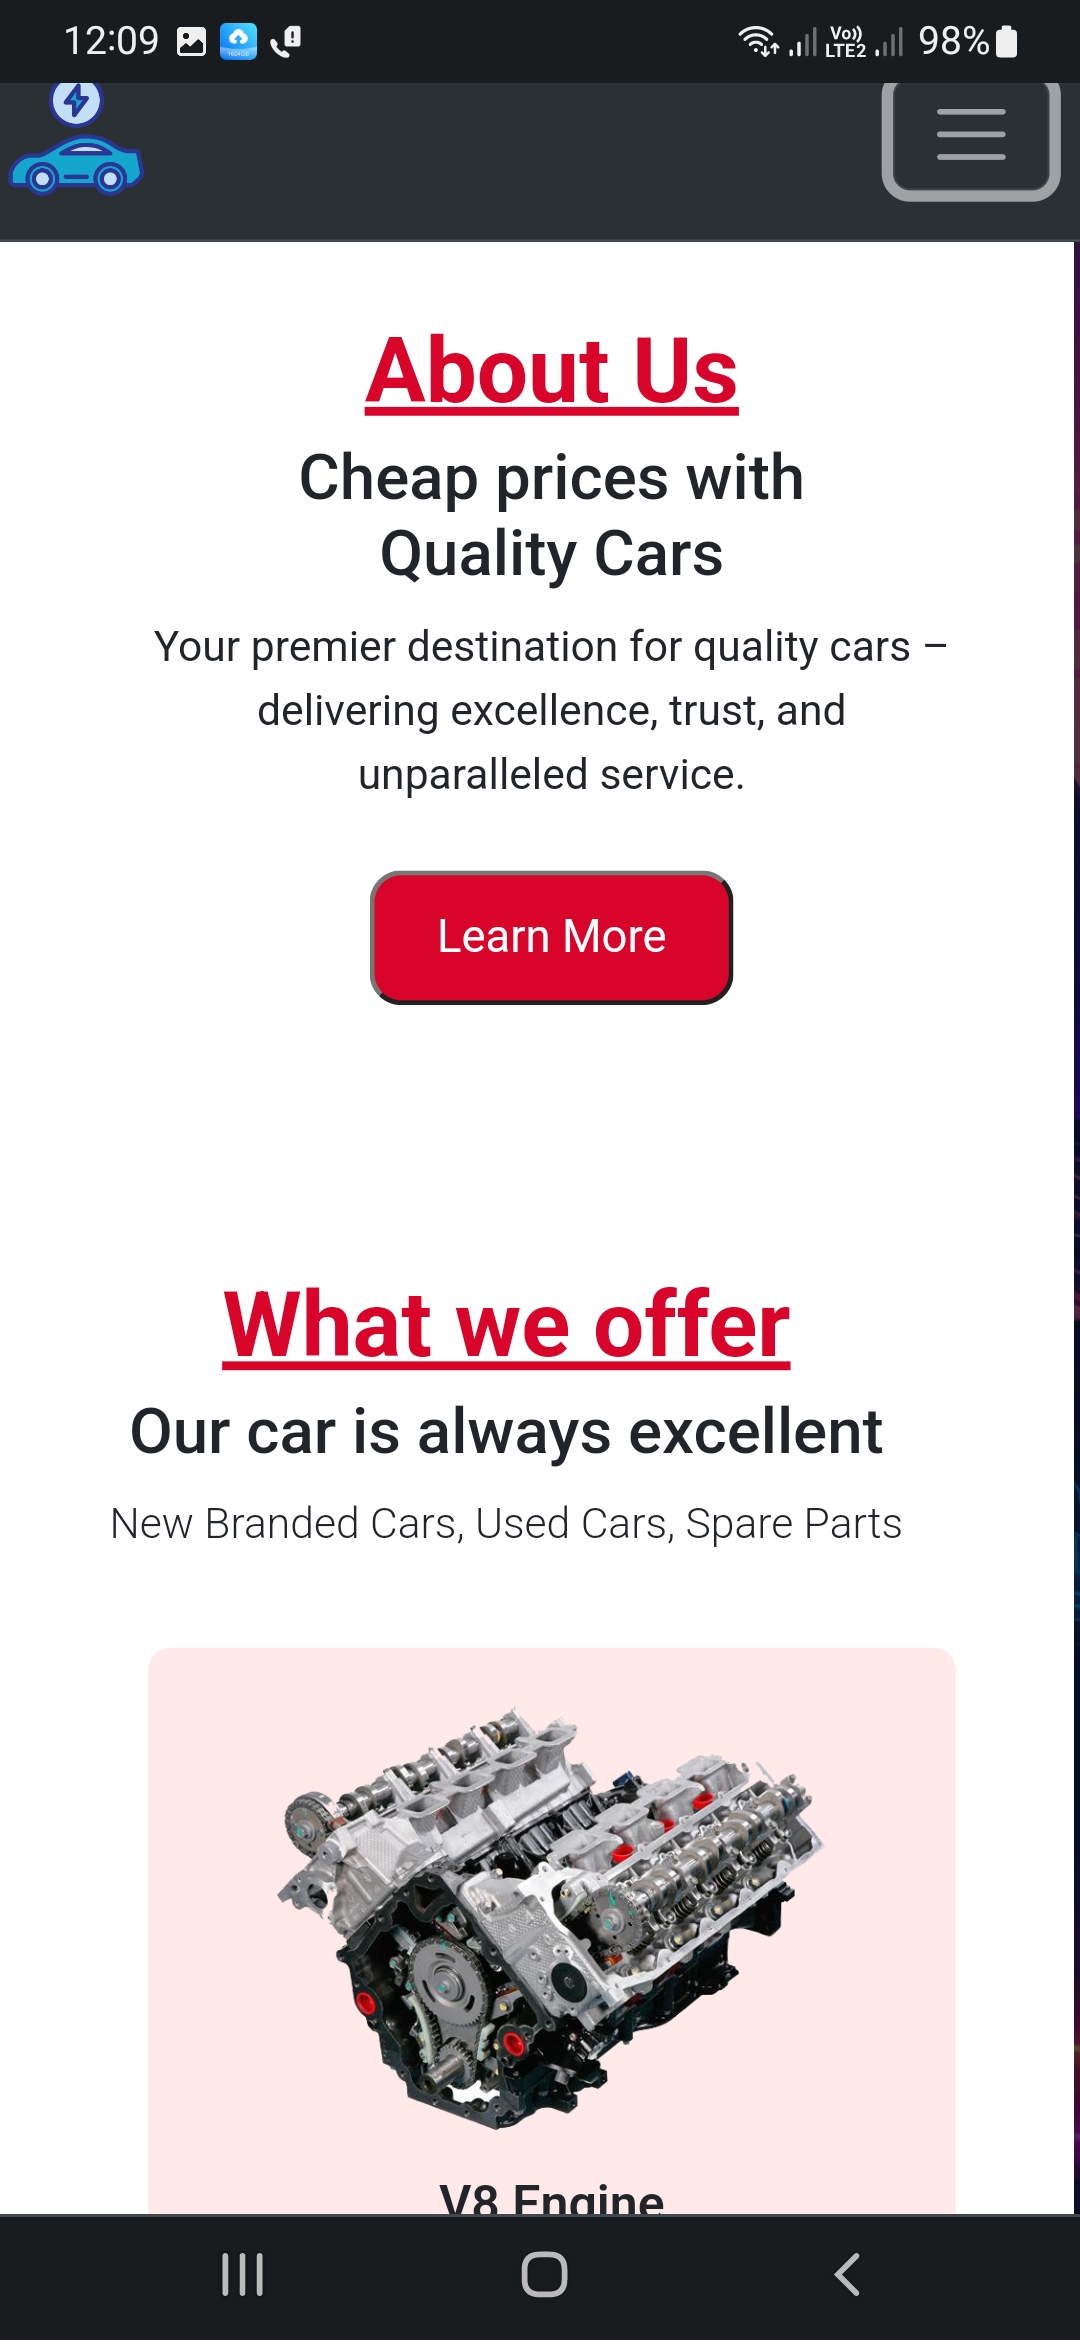 12:09
Vo))
LTE2
98%
About Us
Cheap prices with
Quality Cars
Your premier destination for quality cars –
delivering excellence, trust, and
unparalleled service.
Learn More
What we offer
Our car is always excellent
New Branded Cars, Used Cars, Spare Parts
V8 Engine